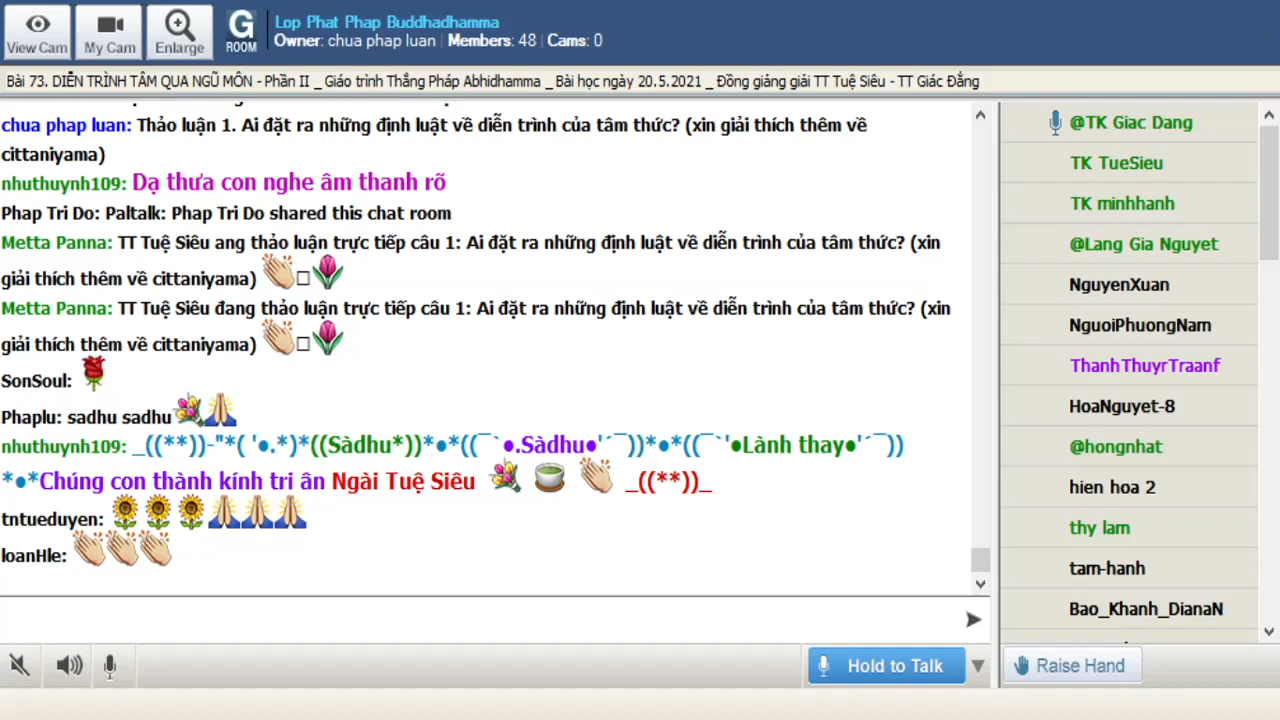 View Cam
My Cam
Enlarge
G
ROOM
Lop Phat Phap Buddhadhamma
Owner: chua phap luan | Members: 48 | Cams: 0
Bài 73. DIỄN TRÌNH TÂM QUA NGŨ MÔN - Phần II _ Giáo trình Thắng Pháp Abhidhamma _ Bài học ngày 20.5.2021 _ Đồng giảng giải TT Tuệ Siêu - TT Giác Đẳng
chua phap luan: Thảo luận 1. Ai đặt ra những định luật về diễn trình của tâm thức? (xin giải thích thêm về
cittaniyama)
nhuthuynh109: Dạ thưa con nghe âm thanh rõ
Phap Tri Do: Paltalk: Phap Tri Do shared this chat room
Metta Panna: TT Tuệ Siêu ang thảo luận trực tiếp câu 1: Ai đặt ra những định luật về diễn trình của tâm thức? (xin
giải thích thêm về cittaniyama) 👏□🌷
Metta Panna: TT Tuệ Siêu đang thảo luận trực tiếp câu 1: Ai đặt ra những định luật về diễn trình của tâm thức? (xin
giải thích thêm về cittaniyama) 👏□🌷
SonSoul: 🌹
Phaplu: sadhu sadhu💐🙏
nhuthuynh109: _((**))-"*( '●.*)*((Sàdhu*))*●*((¯`●.Sàdhu●'´¯))*●*((¯`'●Lành thay●'´¯))
*●*Chúng con thành kính tri ân Ngài Tuệ Siêu 💐 🍵 👏 _((**))_
tntueduyen: 🌻🌻🌻🙏🙏🙏
loanHle: 👏👏👏
@TK Giac Dang
TK TueSieu
TK minhhanh
@Lang Gia Nguyet
NguyenXuan
NguoiPhuongNam
ThanhThuyrTraanf
HoaNguyet-8
@hongnhat
hien hoa 2
thy lam
tam-hanh
Bao_Khanh_DianaN
Hold to Talk
Raise Hand